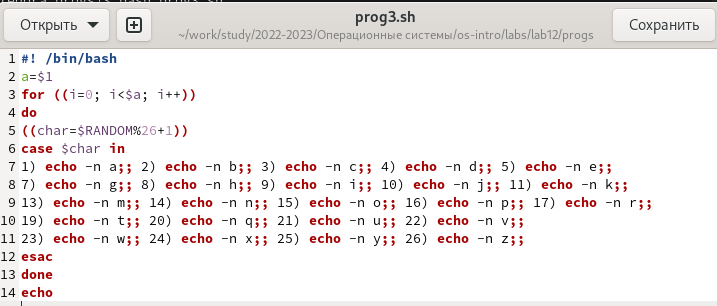 Открыть
prog3.sh
~/work/study/2022-2023/Операционные системы/os-intro/labs/lab12/progs
Сохранить
1 #! /bin/bash
2 a=$1
3 for ((i=0; i<$a; i++))
4 do
5 ((char=$RANDOM%26+1))
6 case $char in
7 1) echo -n a;; 2) echo -n b;; 3) echo -n c;; 4) echo -n d;; 5) echo -n e;;
8 7) echo -n g;; 8) echo -n h;; 9) echo -n i;; 10) echo -n j;; 11) echo -n k;;
9 13) echo -n m;; 14) echo -n n;; 15) echo -n o;; 16) echo -n p;; 17) echo -n r;;
10 19) echo -n t;; 20) echo -n q;; 21) echo -n u;; 22) echo -n v;;
11 23) echo -n w;; 24) echo -n x;; 25) echo -n y;; 26) echo -n z;;
12 esac
13 done
14 echo